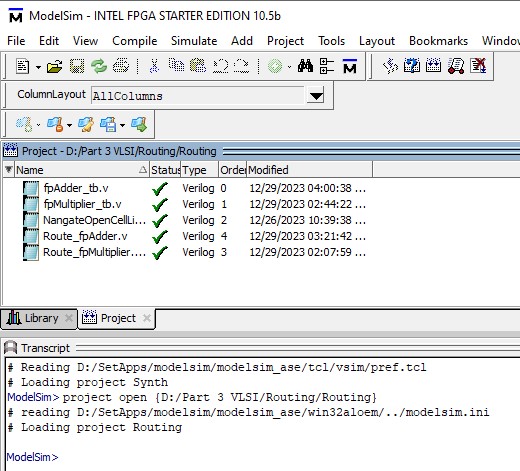 ModelSim - INTEL FPGA STARTER EDITION 10.5b
File Edit View Compile Simulate Add Project Tools Layout Bookmarks Window
ColumnLayout AllColumns
Project - D:/Part 3 VLSI/Routing/Routing
Name Status Type Order Modified
fpAdder_tb.v Verilog 0 12/29/2023 04:00:38 ...
fpMultiplier_tb.v Verilog 1 12/29/2023 02:44:22 ...
NangateOpenCellLi... Verilog 2 12/26/2023 10:39:38 ...
Route_fpAdder.v Verilog 4 12/29/2023 03:21:42 ...
Route_fpMultiplier.... Verilog 3 12/29/2023 02:07:59 ...
Library Project
Transcript
# Reading D:/SetApps/modelsim/modelsim_ase/tcl/vsim/pref.tcl
# Loading project Synth
ModelSim> project open {D:/Part 3 VLSI/Routing/Routing}
# reading D:/SetApps/modelsim/modelsim_ase/win32aloem/../modelsim.ini
# Loading project Routing
ModelSim>